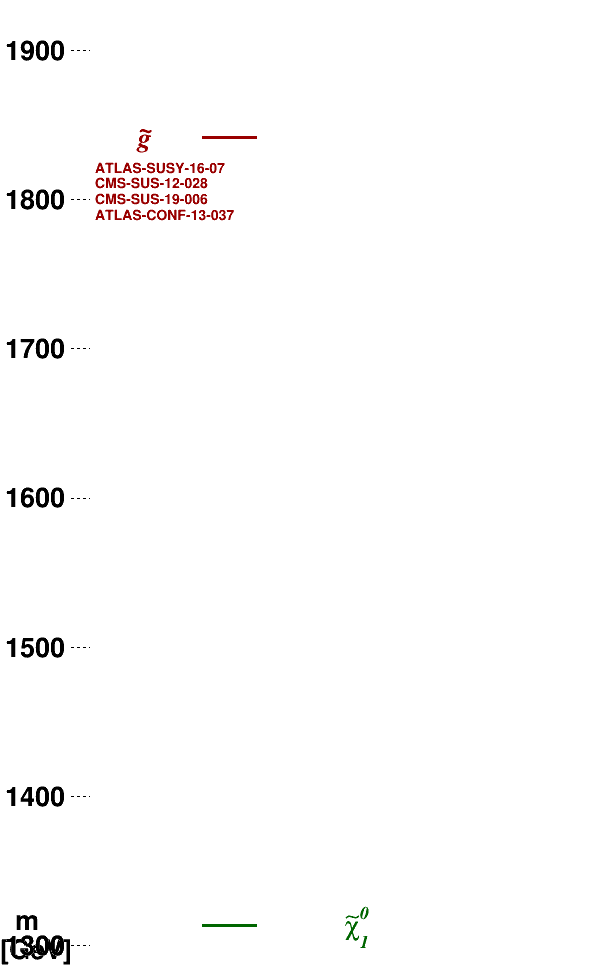 1900
g̃
ATLAS-SUSY-16-07
CMS-SUS-12-028
1800
CMS-SUS-19-006
ATLAS-CONF-13-037
1700
1600
1500
1400
m
χ̃⁰₁
1300
[GeV]